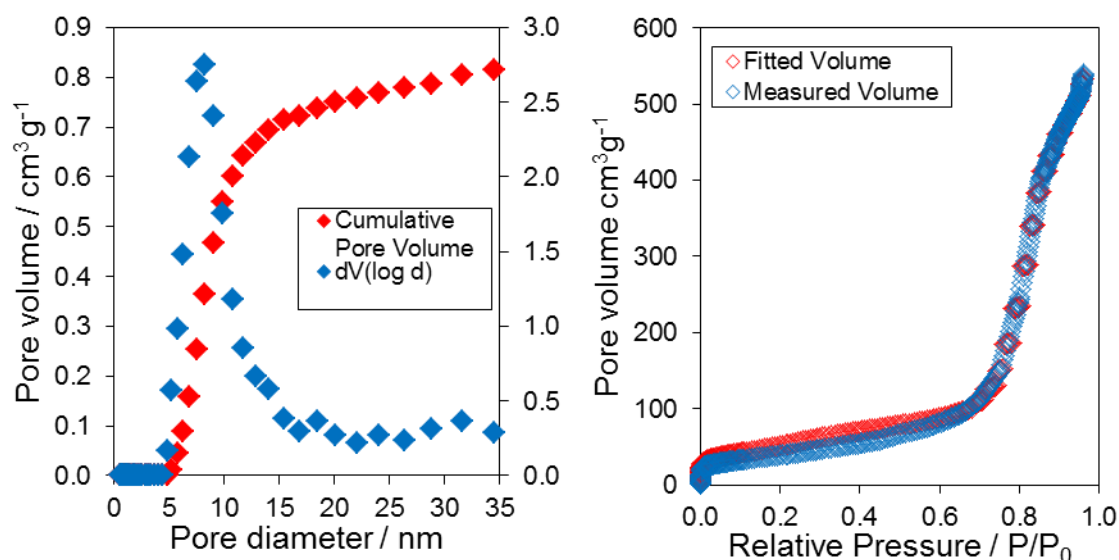 0.9
0.8
0.7
0.6
0.5
0.4
0.3
0.2
0.1
0.0
Pore volume / cm³g⁻¹
3.0
2.5
2.0
1.5
1.0
0.5
0.0
0 5 10 15 20 25 30 35
Pore diameter / nm
Cumulative
Pore Volume
dV(log d)
600
500
400
300
200
100
0
Pore volume cm³g⁻¹
0.0 0.2 0.4 0.6 0.8 1.0
Relative Pressure / P/P₀
Fitted Volume
Measured Volume